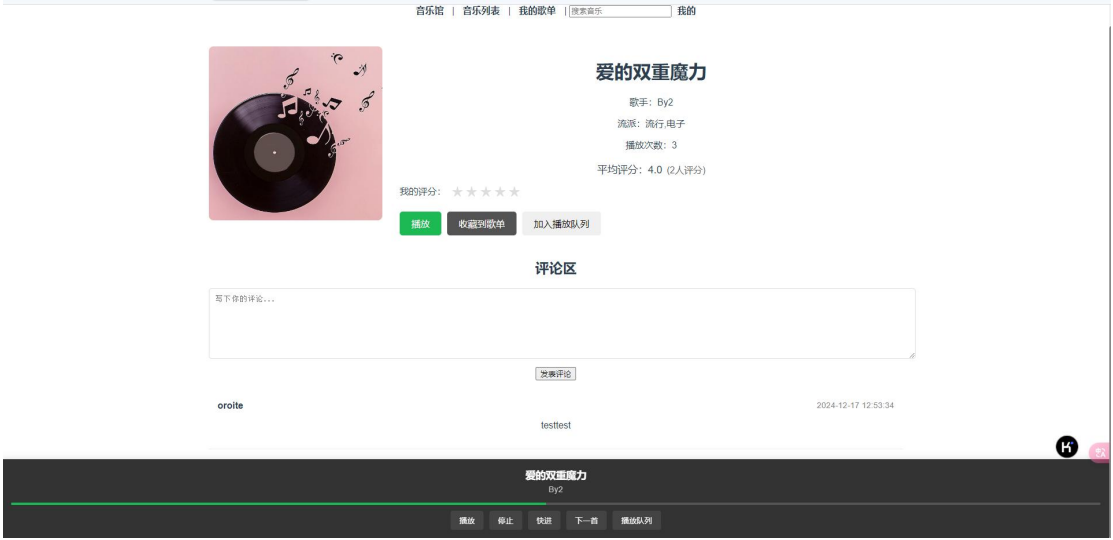 音乐馆 | 音乐列表 | 我的歌单 | 搜索音乐 我的
爱的双重魔力
歌手：By2
流派：流行,电子
播放次数：3
平均评分：4.0 (2人评分)
我的评分：
播放 收藏到歌单 加入播放队列
评论区
写下你的评论...
发表评论
oroite 2024-12-17 12:53:34
testtest
爱的双重魔力
By2
播放 停止 快进 下一首 播放队列